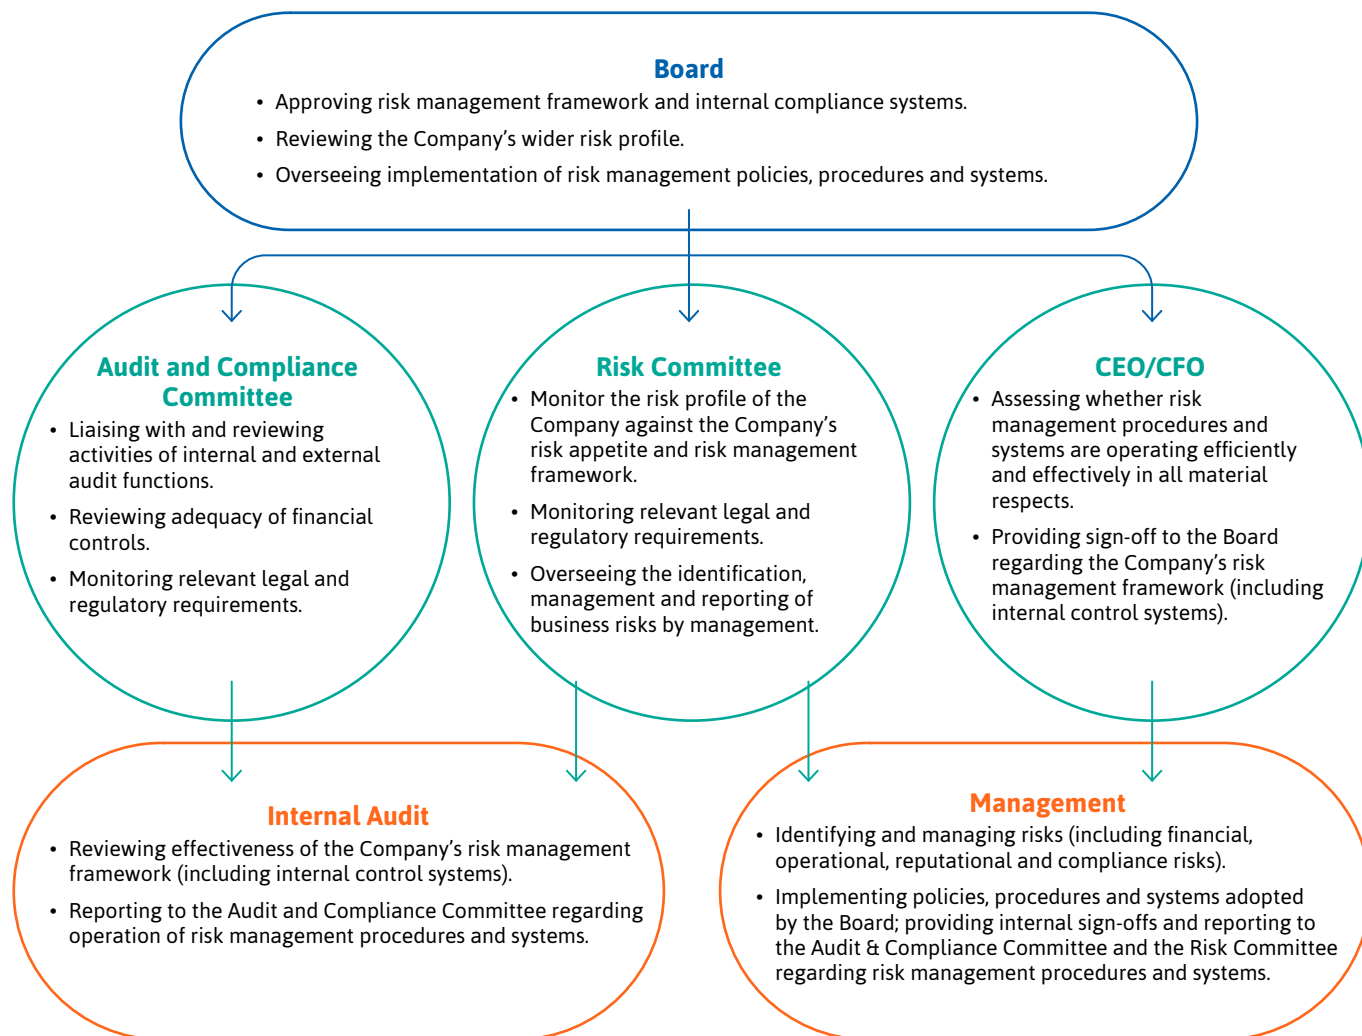 Board
• Approving risk management framework and internal compliance systems.
• Reviewing the Company’s wider risk profile.
• Overseeing implementation of risk management policies, procedures and systems.
Audit and Compliance
Committee
• Liaising with and reviewing
activities of internal and external
audit functions.
• Reviewing adequacy of financial
controls.
• Monitoring relevant legal and
regulatory requirements.
Risk Committee
• Monitor the risk profile of the
Company against the Company’s
risk appetite and risk management
framework.
• Monitoring relevant legal and
regulatory requirements.
• Overseeing the identification,
management and reporting of
business risks by management.
CEO/CFO
• Assessing whether risk
management procedures and
systems are operating efficiently
and effectively in all material
respects.
• Providing sign-off to the Board
regarding the Company’s risk
management framework (including
internal control systems).
Internal Audit
• Reviewing effectiveness of the Company’s risk management
framework (including internal control systems).
• Reporting to the Audit and Compliance Committee regarding
operation of risk management procedures and systems.
Management
• Identifying and managing risks (including financial,
operational, reputational and compliance risks).
• Implementing policies, procedures and systems adopted
by the Board; providing internal sign-offs and reporting to
the Audit & Compliance Committee and the Risk Committee
regarding risk management procedures and systems.